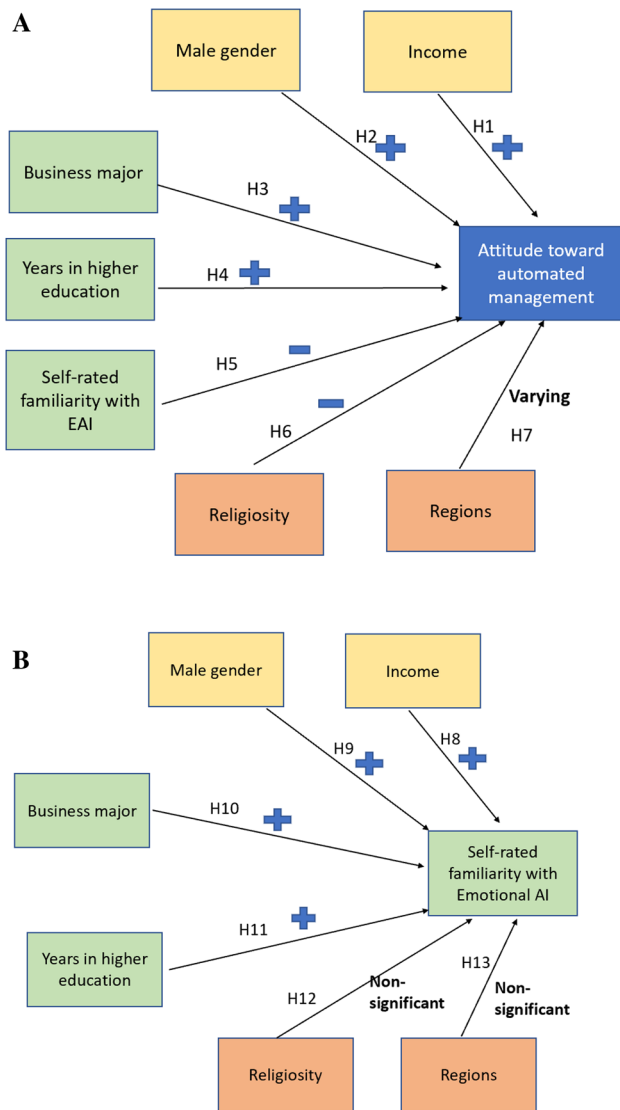 A
Male gender
Income
H2
H1
Business major
H3
Years in higher
education
H4
Attitude toward
automated
management
Self-rated
familiarity with
EAI
H5
H6
Varying
H7
Religiosity
Regions
B
Male gender
Income
H9
H8
Business major
H10
Self-rated
familiarity with
Emotional AI
Years in higher
education
H11
H12
Non-
significant
H13
Non-
significant
Religiosity
Regions